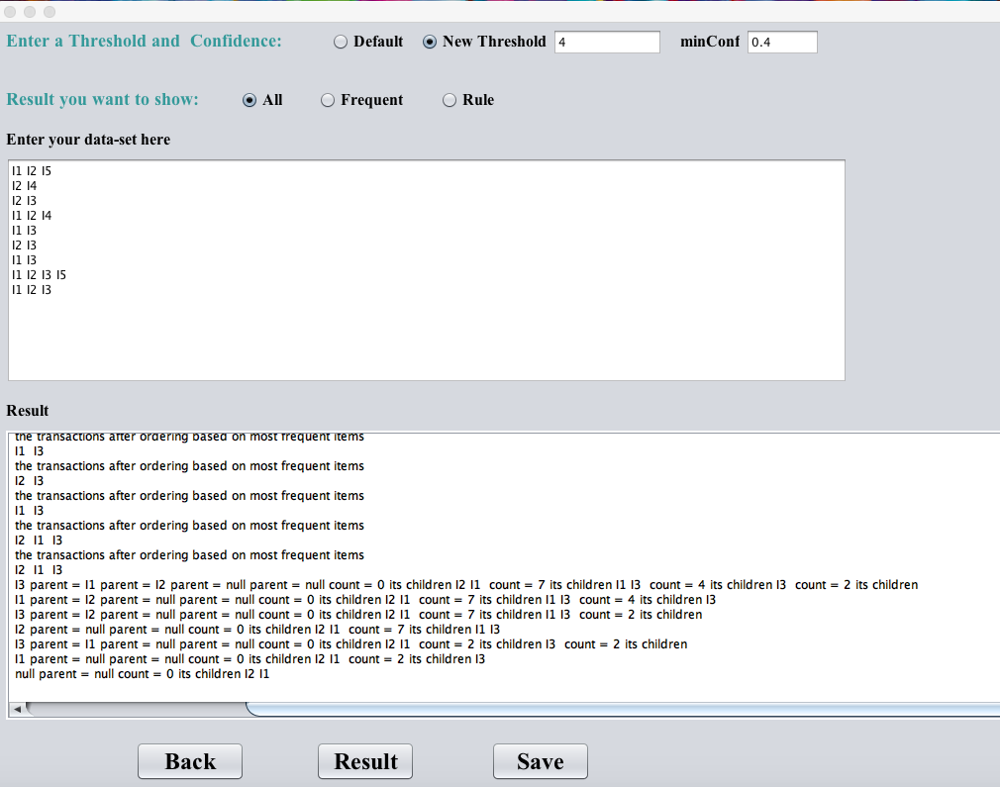 Enter a Threshold and Confidence: Default New Threshold 4 minConf 0.4
Result you want to show: All Frequent Rule
Enter your data-set here
I1 I2 I5
I2 I4
I2 I3
I1 I2 I4
I1 I3
I2 I3
I1 I3
I1 I2 I3 I5
I1 I2 I3
Result
the transactions after ordering based on most frequent items
I1 I3
the transactions after ordering based on most frequent items
I2 I3
the transactions after ordering based on most frequent items
I1 I3
the transactions after ordering based on most frequent items
I2 I1 I3
the transactions after ordering based on most frequent items
I2 I1 I3
I3 parent = I1 parent = I2 parent = null parent = null count = 0 its children I2 I1 count = 7 its children I1 I3 count = 4 its children I3 count = 2 its children
I1 parent = I2 parent = null parent = null count = 0 its children I2 I1 count = 7 its children I1 I3 count = 4 its children I3
I3 parent = I2 parent = null parent = null count = 0 its children I2 I1 count = 7 its children I1 I3 count = 2 its children
I2 parent = null parent = null count = 0 its children I2 I1 count = 7 its children I1 I3
I3 parent = I1 parent = null parent = null count = 0 its children I2 I1 count = 2 its children I3 count = 2 its children
I1 parent = null parent = null count = 0 its children I2 I1 count = 2 its children I3
null parent = null count = 0 its children I2 I1
Back Result Save